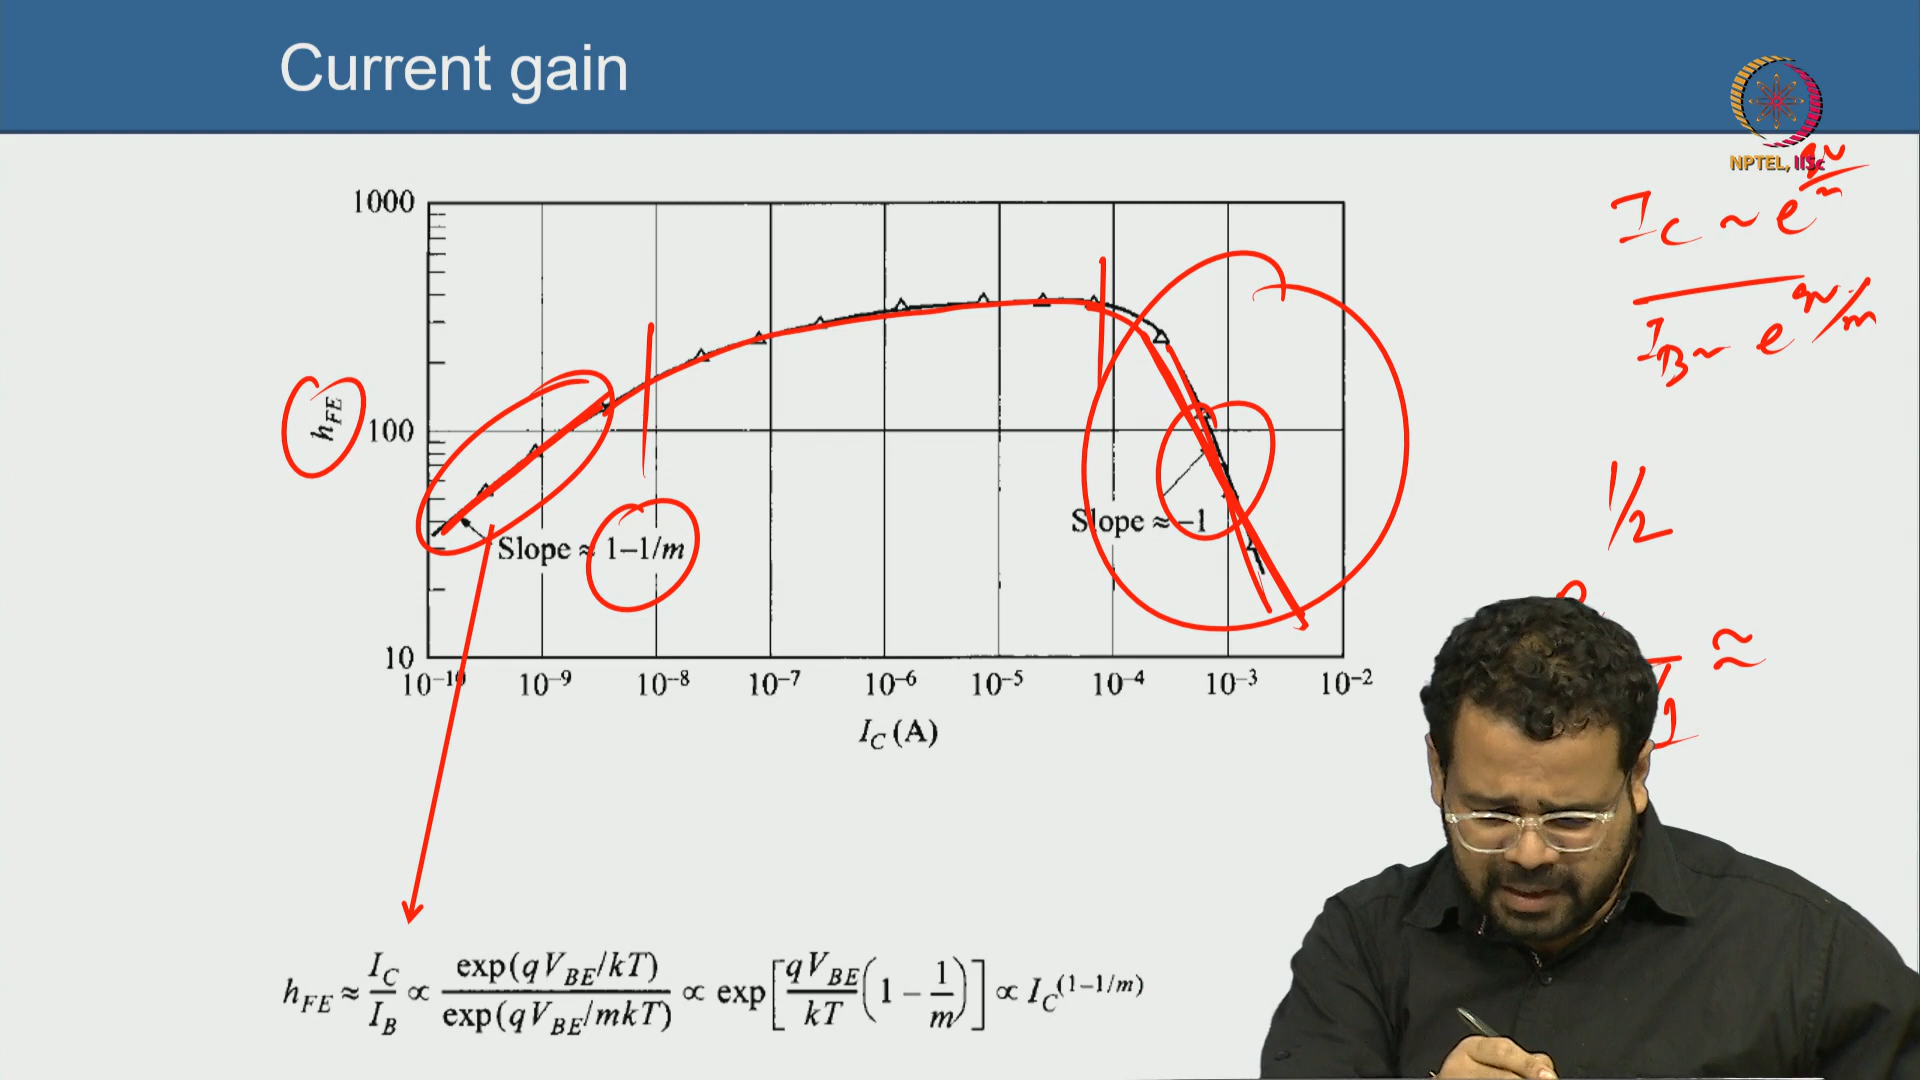 Current gain
NPTEL, IISc
1000
100
10
h_FE
Slope ≈ 1–1/m
Slope ≈ –1
10⁻¹⁰ 10⁻⁹ 10⁻⁸ 10⁻⁷ 10⁻⁶ 10⁻⁵ 10⁻⁴ 10⁻³ 10⁻²
I_C (A)
I_C ~ e
I_B ~ e^qv/m
1/2
≈
1
h_FE ≈ I_C/I_B ∝ exp(qV_BE/kT)/exp(qV_BE/mkT) ∝ exp[qV_BE/kT(1 – 1/m)] ∝ I_C^(1–1/m)